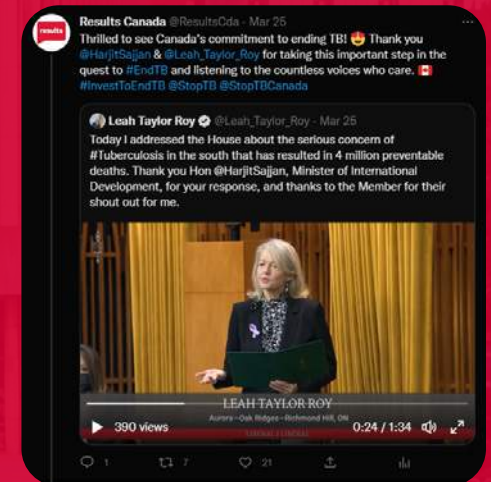 results
Results Canada @ResultsCda · Mar 25
Thrilled to see Canada's commitment to ending TB! 😍 Thank you
@HarjitSajjan & @Leah_Taylor_Roy for taking this important step in the
quest to #EndTB and listening to the countless voices who care. 🇨🇦
#InvestToEndTB @StopTB @StopTBCanada
Leah Taylor Roy @Leah_Taylor_Roy · Mar 25
Today I addressed the House about the serious concern of
#Tuberculosis in the south that has resulted in 4 million preventable
deaths. Thank you Hon @HarjitSajjan, Minister of International
Development, for your response, and thanks to the Member for their
shout out for me.
LEAH TAYLOR ROY
Aurora—Oak Ridges—Richmond Hill, ON
LIBERAL | LIBÉRAL
390 views
0:24 / 1:34
1
7
21